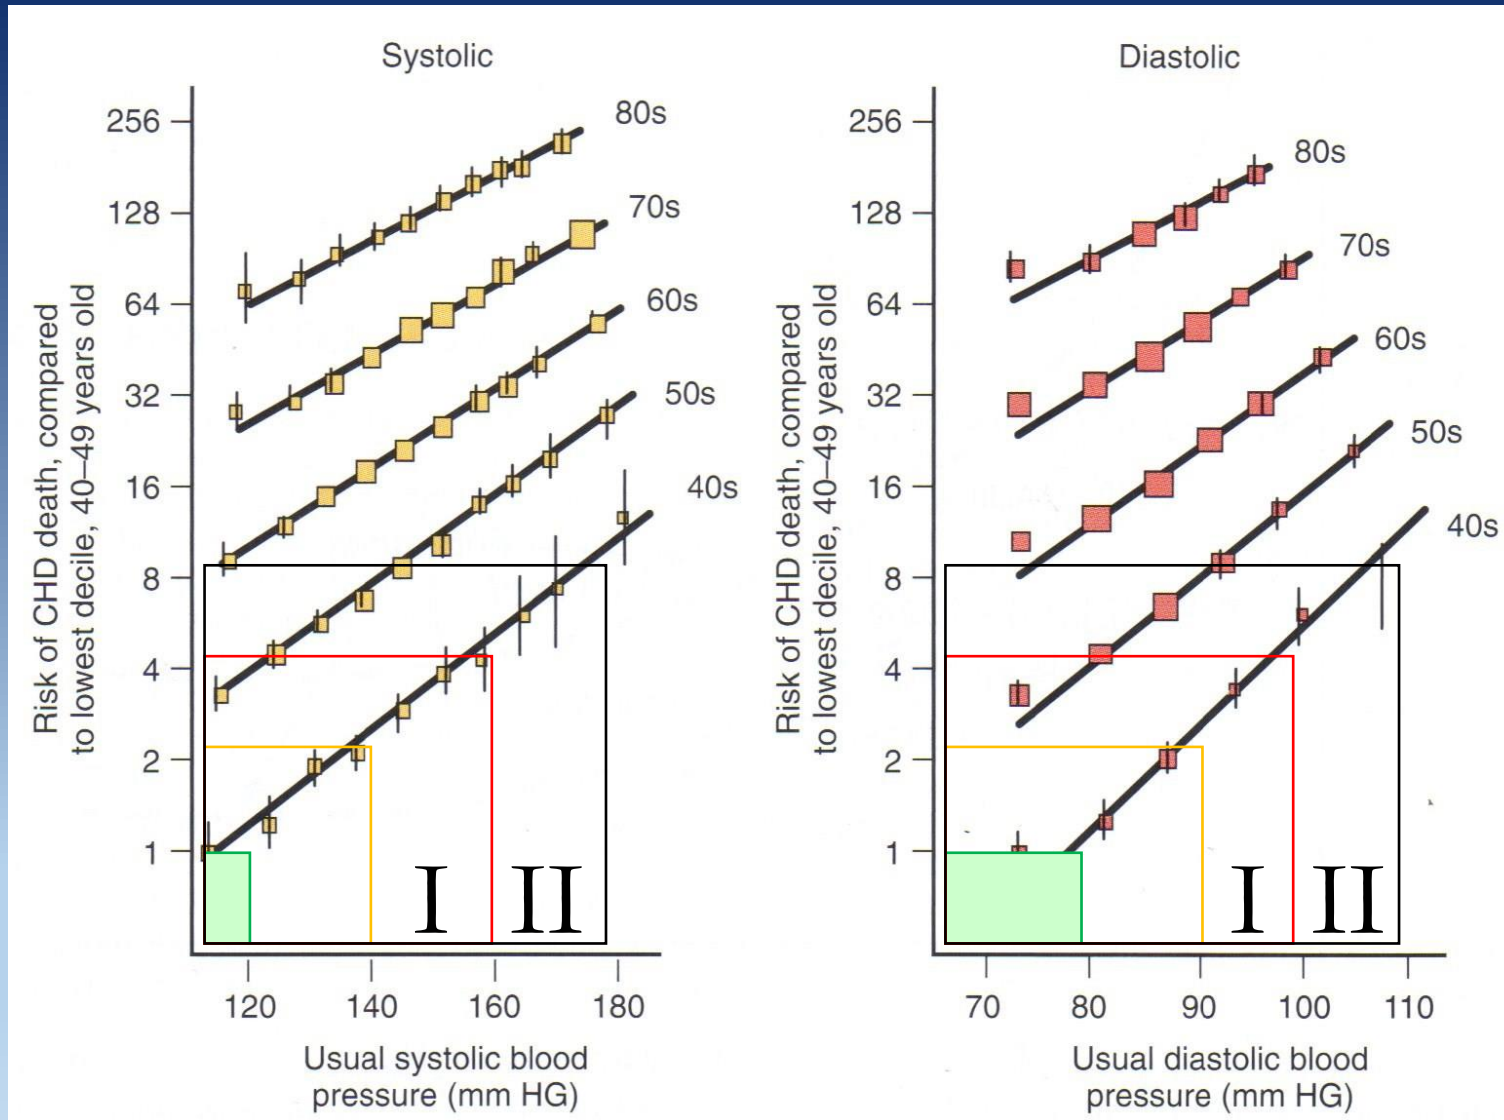 Systolic
Risk of CHD death, compared
to lowest decile, 40–49 years old
256
128
64
32
16
8
4
2
1
80s
70s
60s
50s
40s
I
II
120
140
160
180
Usual systolic blood
pressure (mm HG)
Diastolic
Risk of CHD death, compared
to lowest decile, 40–49 years old
256
128
64
32
16
8
4
2
1
80s
70s
60s
50s
40s
I
II
70
80
90
100
110
Usual diastolic blood
pressure (mm HG)